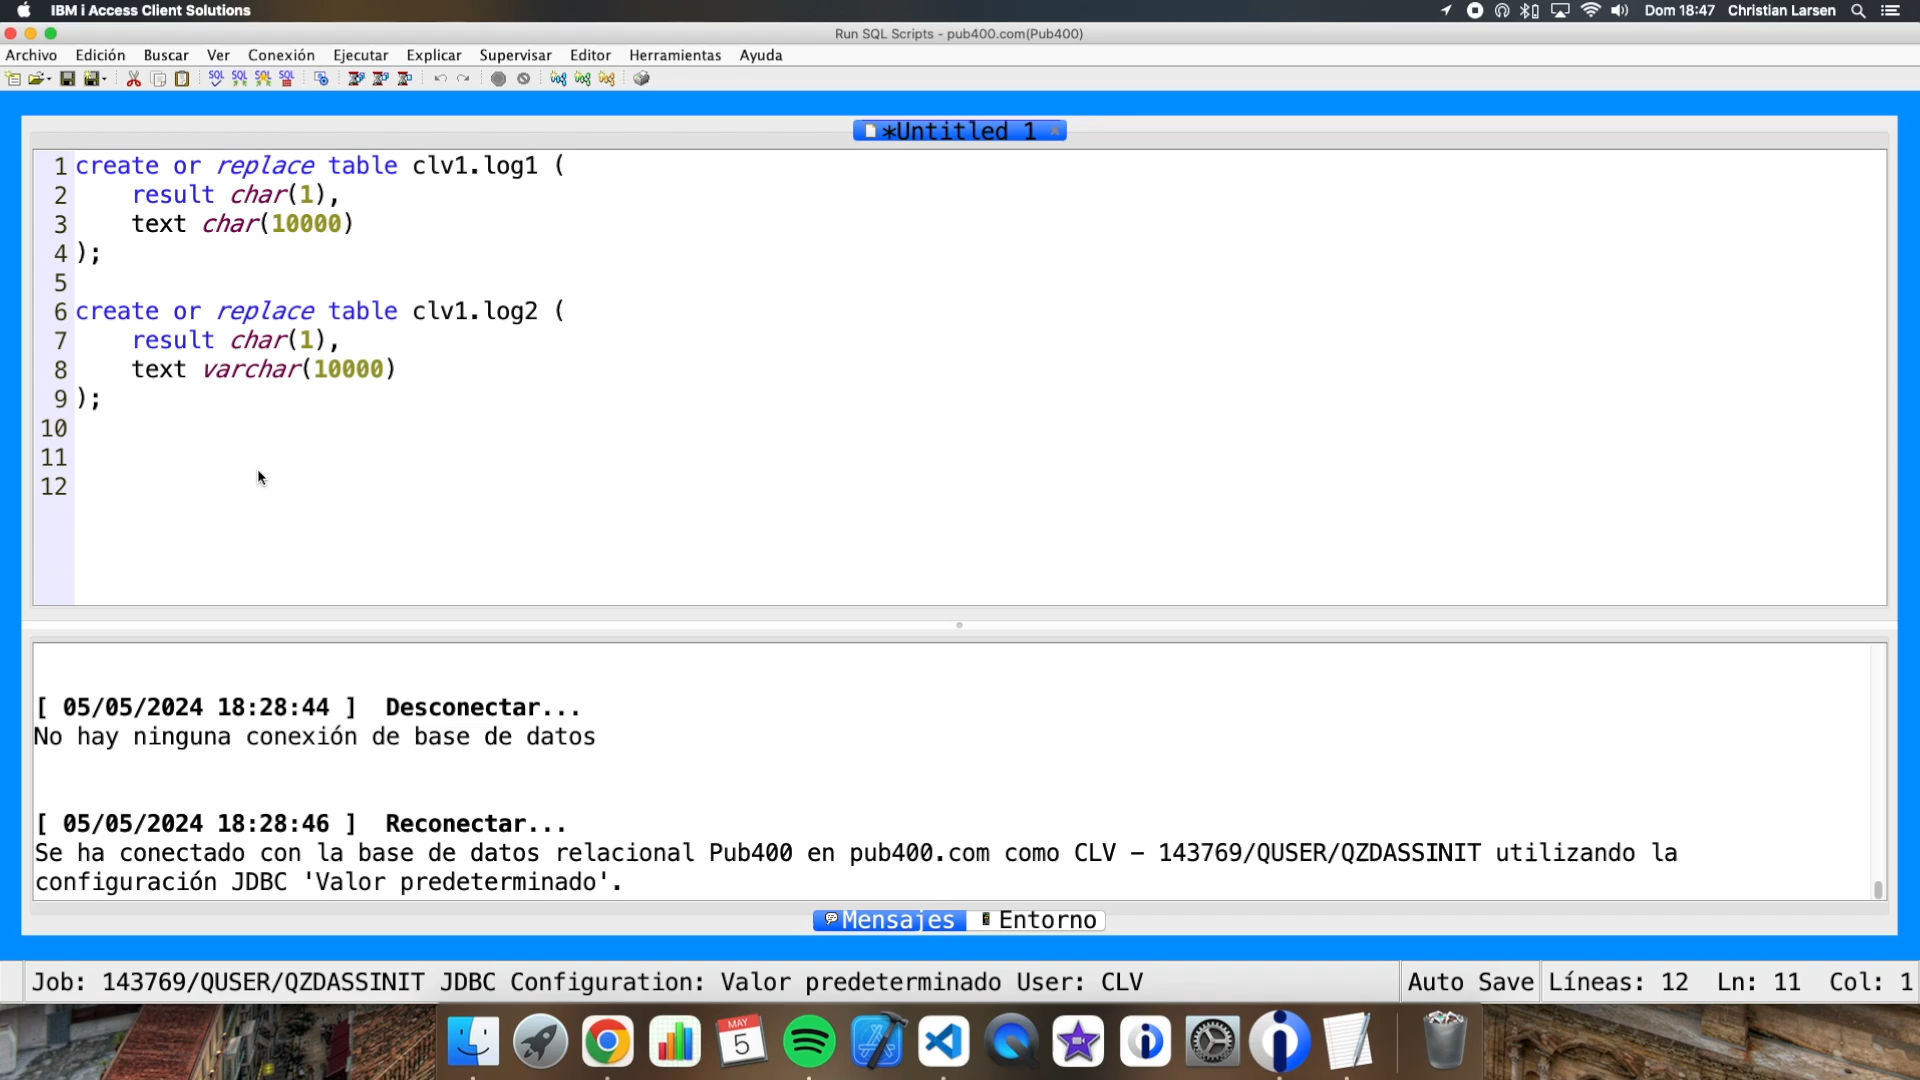 IBM i Access Client Solutions
Dom 18:47 Christian Larsen
Run SQL Scripts - pub400.com(Pub400)
Archivo Edición Buscar Ver Conexión Ejecutar Explicar Supervisar Editor Herramientas Ayuda
SQL SQL SQL SQL
*Untitled 1
1 create or replace table clv1.log1 (
2 result char(1),
3 text char(10000)
4 );
5
6 create or replace table clv1.log2 (
7 result char(1),
8 text varchar(10000)
9 );
10
11
12
[ 05/05/2024 18:28:44 ] Desconectar...
No hay ninguna conexión de base de datos
[ 05/05/2024 18:28:46 ] Reconectar...
Se ha conectado con la base de datos relacional Pub400 en pub400.com como CLV – 143769/QUSER/QZDASSINIT utilizando la
configuración JDBC 'Valor predeterminado'.
Mensajes Entorno
Job: 143769/QUSER/QZDASSINIT JDBC Configuration: Valor predeterminado User: CLV
Auto Save Líneas: 12 Ln: 11 Col: 1
MAY
5